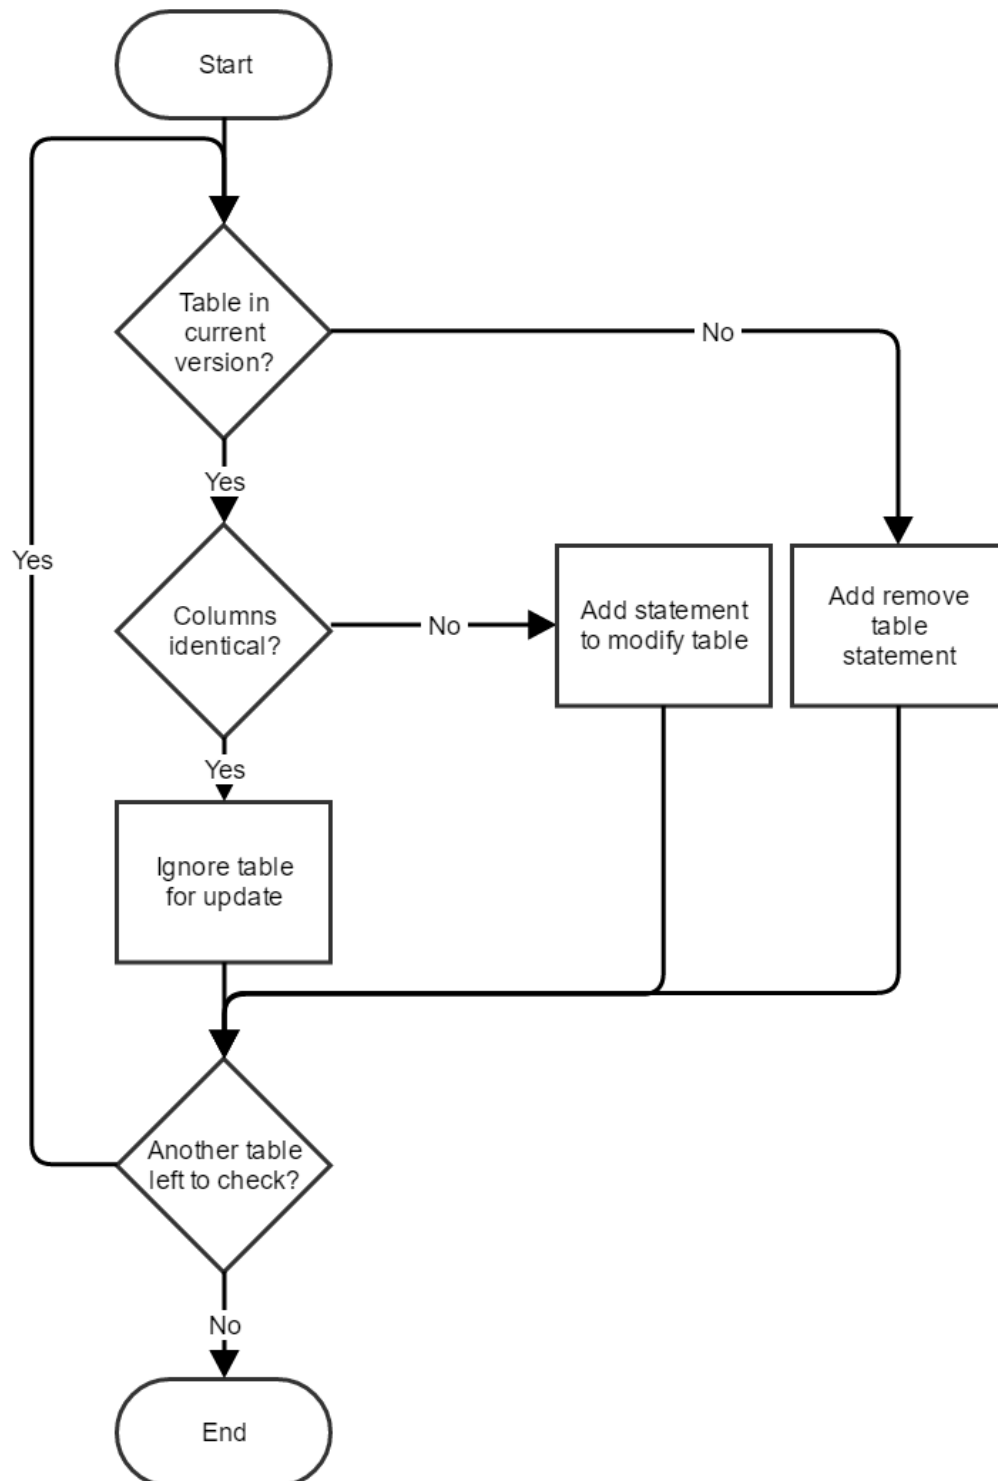 Start
Table in
current
version?
No
Yes
Yes
Columns
identical?
No
Add statement
to modify table
Add remove
table
statement
Yes
Ignore table
for update
Another table
left to check?
No
End